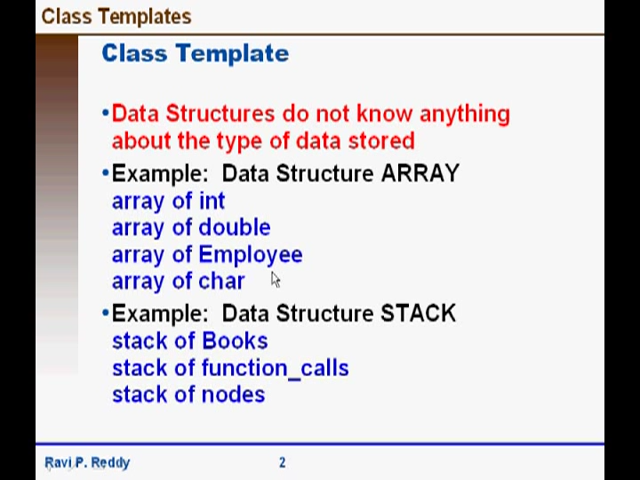 Class Templates
Class Template
•Data Structures do not know anything
about the type of data stored
•Example:  Data Structure ARRAY
array of int
array of double
array of Employee
array of char
•Example:  Data Structure STACK
stack of Books
stack of function_calls
stack of nodes
Ravi P. Reddy
2